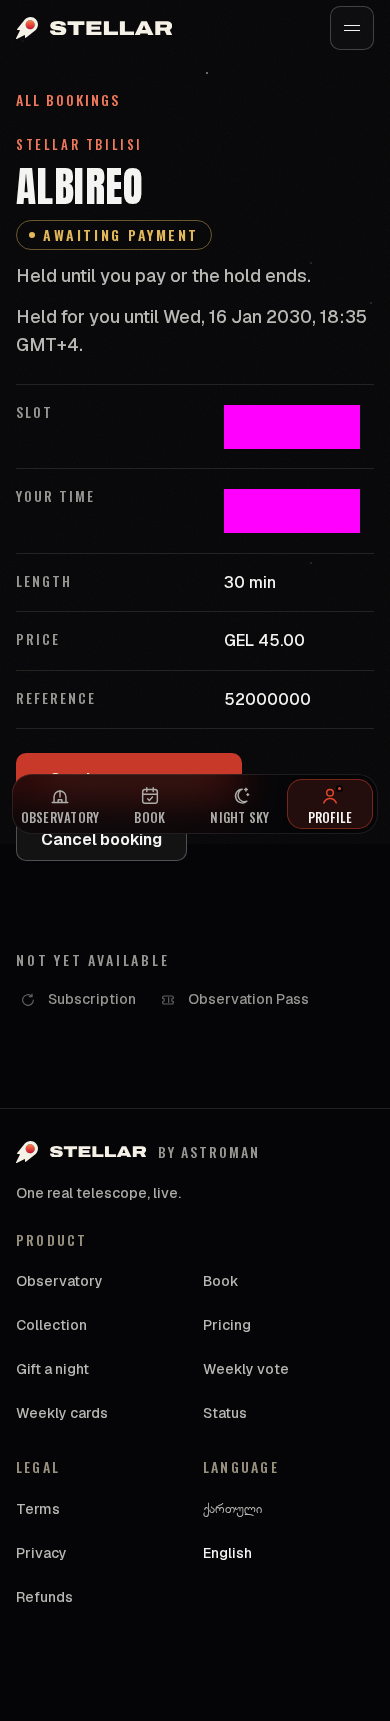 STELLAR
ALL BOOKINGS
STELLAR TBILISI
ALBIREO
AWAITING PAYMENT
Held until you pay or the hold ends.
Held for you until Wed, 16 Jan 2030, 18:35
GMT+4.
SLOT
YOUR TIME
LENGTH 30 min
PRICE GEL 45.00
REFERENCE 52000000
OBSERVATORY BOOK NIGHT SKY PROFILE
Cancel booking
NOT YET AVAILABLE
Subscription Observation Pass
STELLAR BY ASTROMAN
One real telescope, live.
PRODUCT
Observatory Book
Collection Pricing
Gift a night Weekly vote
Weekly cards Status
LEGAL LANGUAGE
Terms ქართული
Privacy English
Refunds